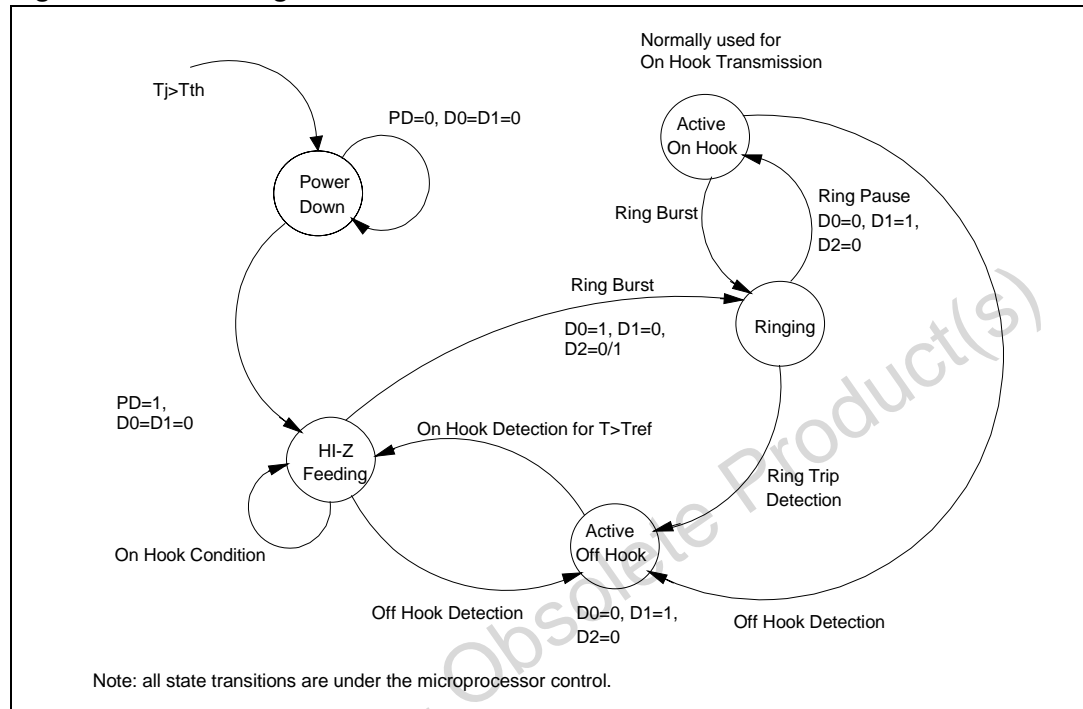 Normally used for
On Hook Transmission
Tj>Tth
PD=0, D0=D1=0
Active
On Hook
Power
Down
Ring Burst
Ring Pause
D0=0, D1=1,
D2=0
Ring Burst
D0=1, D1=0,
D2=0/1
Ringing
PD=1,
D0=D1=0
On Hook Detection for T>Tref
HI-Z
Feeding
Ring Trip
Detection
Active
Off Hook
On Hook Condition
Off Hook Detection
D0=0, D1=1,
D2=0
Off Hook Detection
Obsolete Product(s)
Note: all state transitions are under the microprocessor control.